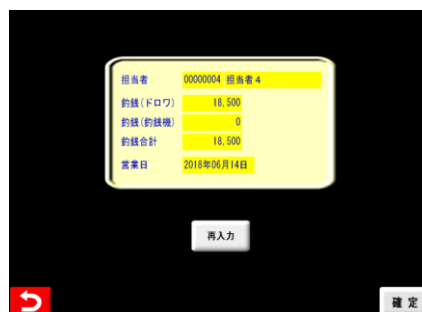 担当者 00000004 担当者４
釣銭(ドロワ) 18,500
釣銭(釣銭機) 0
釣銭合計 18,500
営業日 2018年06月14日
再入力
確定